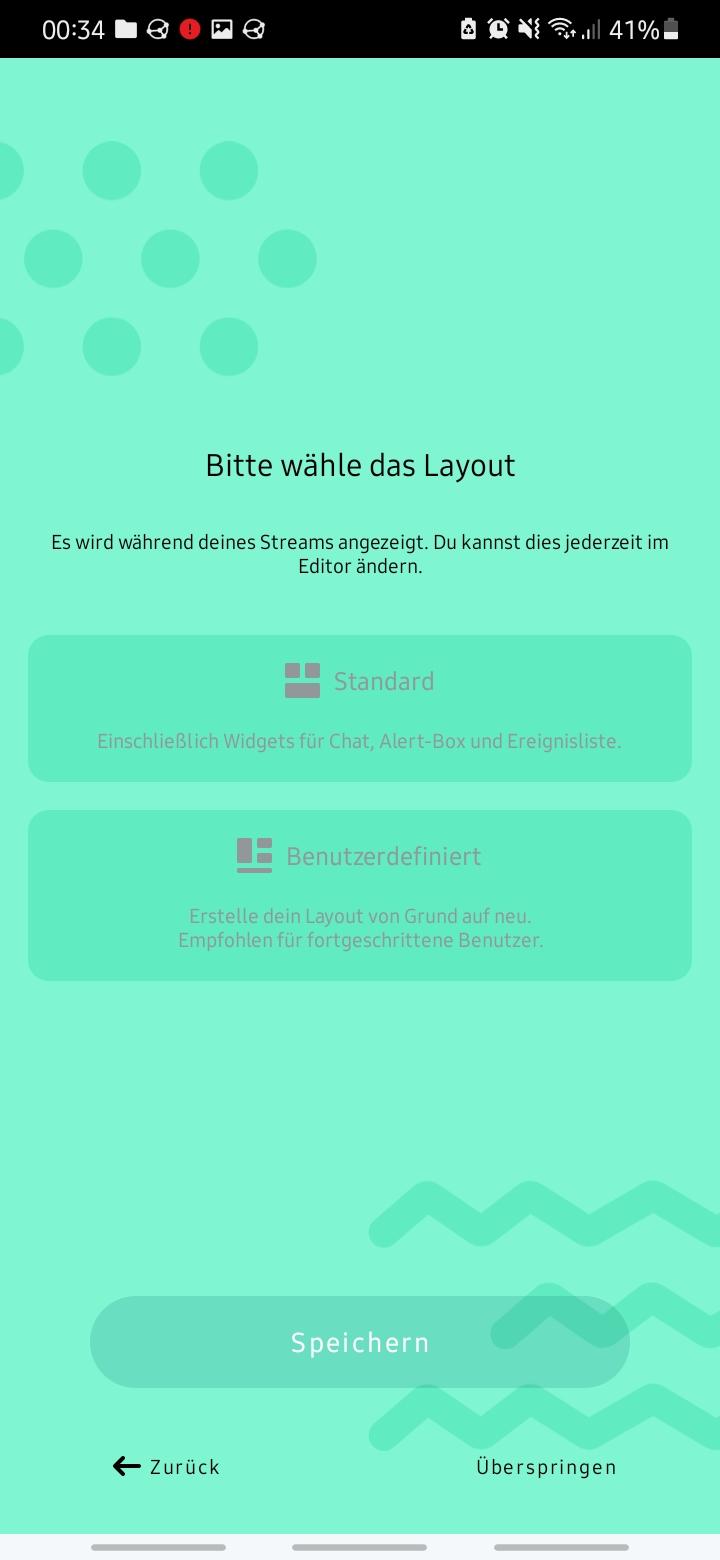 00:34
41%
Bitte wähle das Layout
Es wird während deines Streams angezeigt. Du kannst dies jederzeit im
Editor ändern.
Standard
Einschließlich Widgets für Chat, Alert-Box und Ereignisliste.
Benutzerdefiniert
Erstelle dein Layout von Grund auf neu.
Empfohlen für fortgeschrittene Benutzer.
Speichern
Zurück
Überspringen